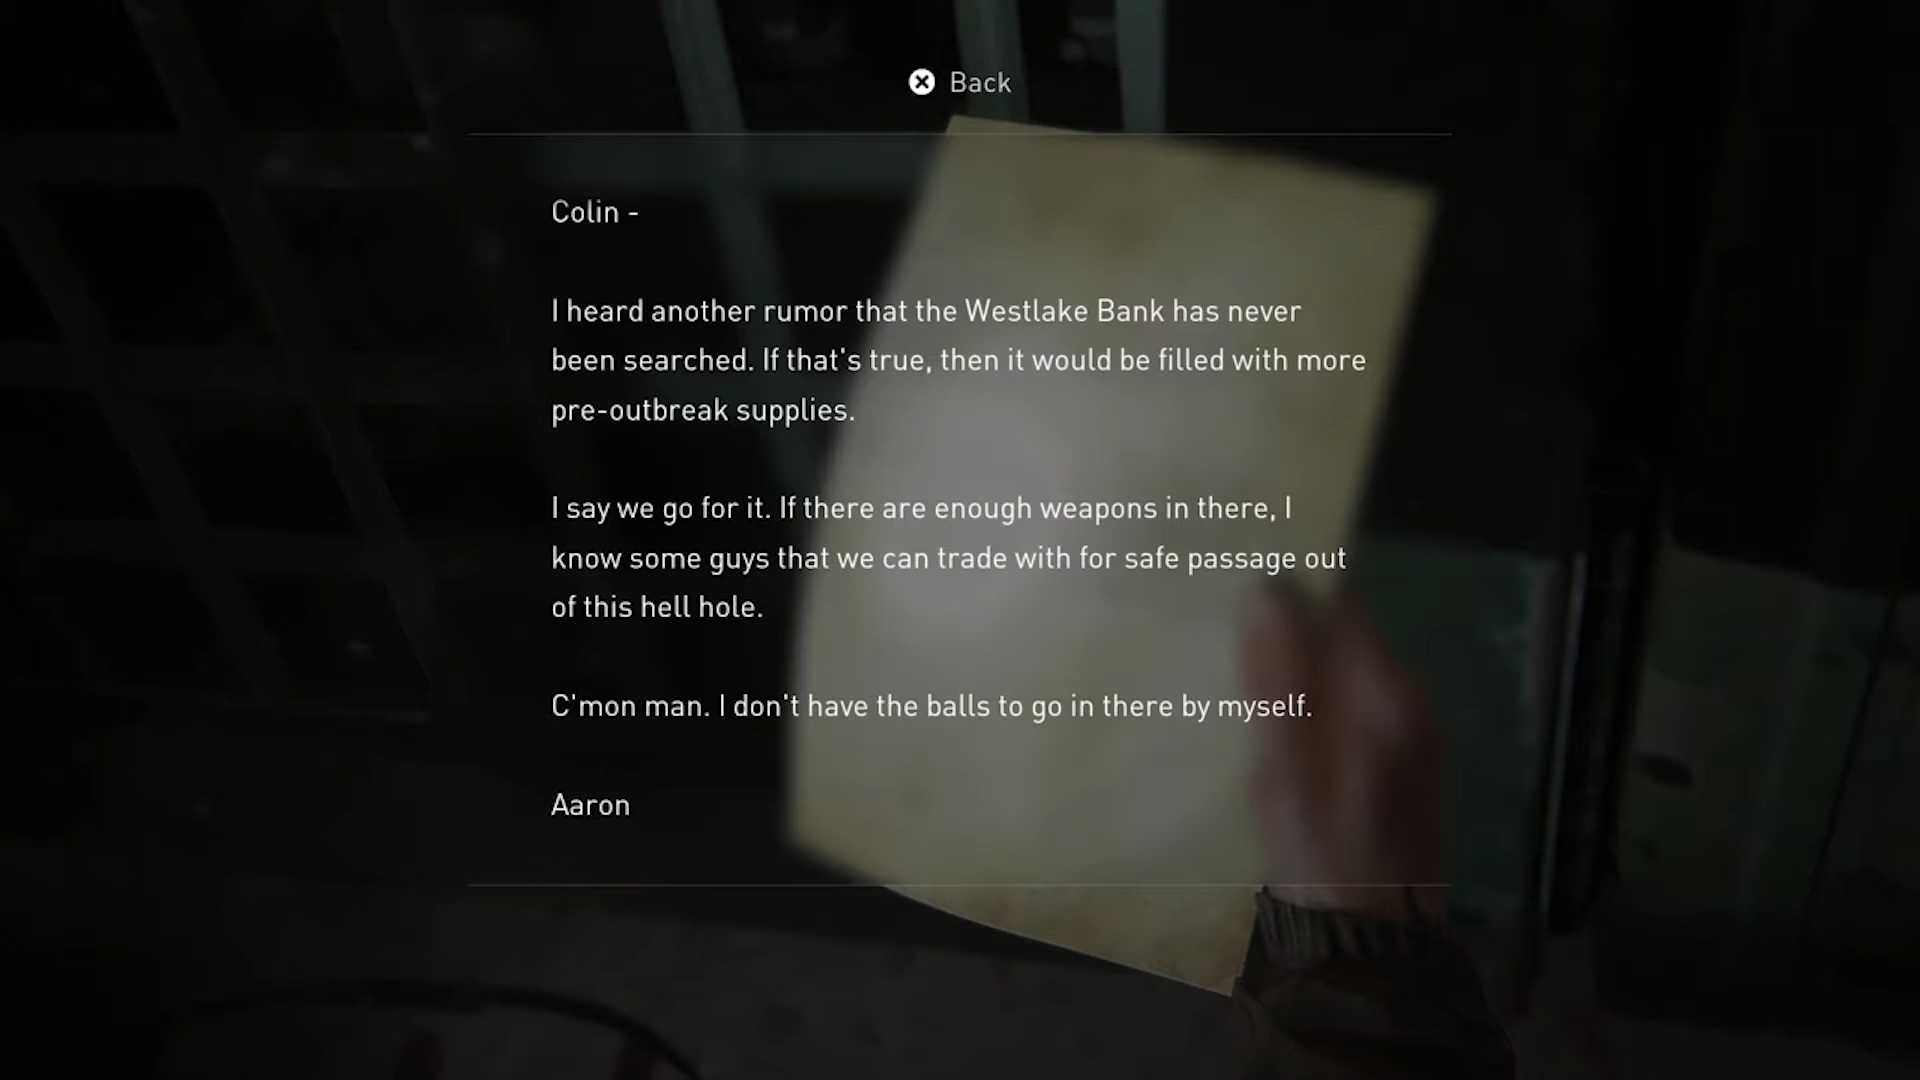 Back
Colin -
I heard another rumor that the Westlake Bank has never
been searched. If that's true, then it would be filled with more
pre-outbreak supplies.
I say we go for it. If there are enough weapons in there, I
know some guys that we can trade with for safe passage out
of this hell hole.
C'mon man. I don't have the balls to go in there by myself.
Aaron